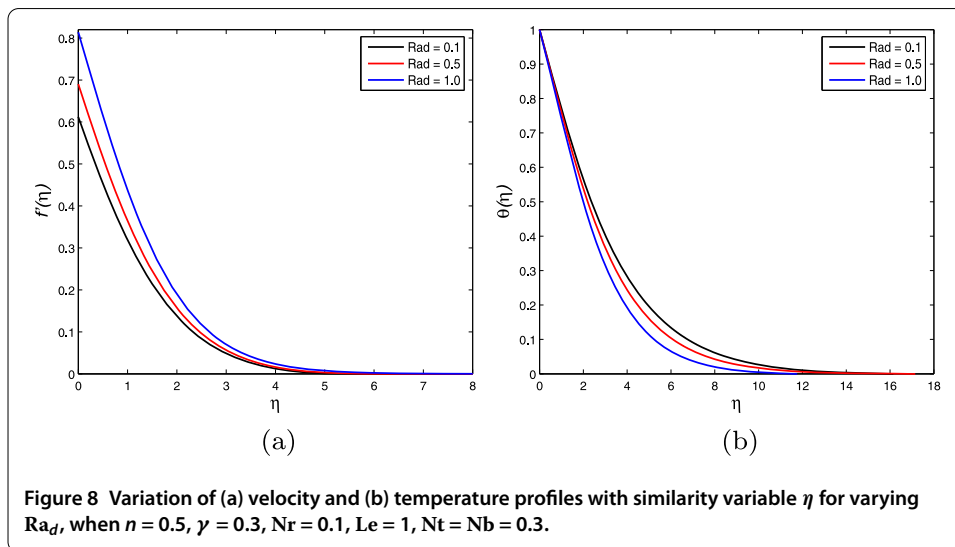 0.8
0.7
0.6
0.5
0.4
0.3
0.2
0.1
0
f'(η)
Rad = 0.1
Rad = 0.5
Rad = 1.0
0 1 2 3 4 5 6 7 8
η
(a)
1
0.9
0.8
0.7
0.6
0.5
0.4
0.3
0.2
0.1
0
θ(η)
Rad = 0.1
Rad = 0.5
Rad = 1.0
0 2 4 6 8 10 12 14 16 18
η
(b)
Figure 8 Variation of (a) velocity and (b) temperature profiles with similarity variable η for varying
Ra_d, when n = 0.5, γ = 0.3, Nr = 0.1, Le = 1, Nt = Nb = 0.3.